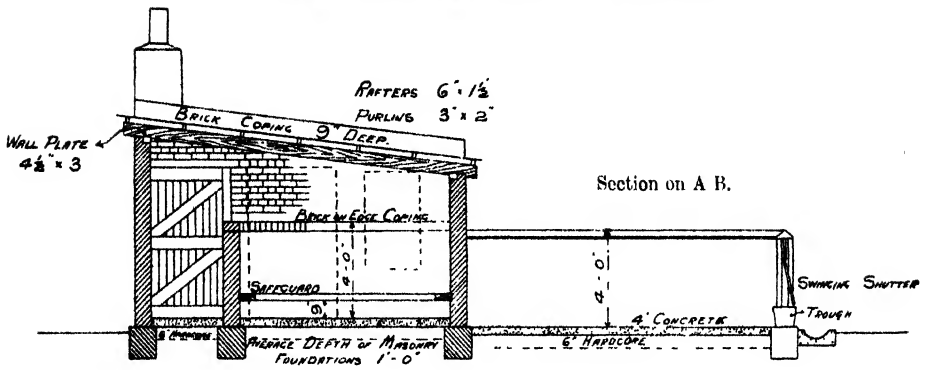 RAFTERS 6" × 1½"
PURLINS 3" × 2"
BRICK COPING 9" DEEP.
WALL PLATE
4½" × 3
Section on A B.
BRICK ON EDGE COPING
4'-0"
4'-0"
SAFEGUARD
9"
SWINGING SHUTTER
TROUGH
4" CONCRETE
6" HARDCORE
6" HARDCORE
AVERAGE DEPTH OF MASONRY
FOUNDATIONS 1'-0"